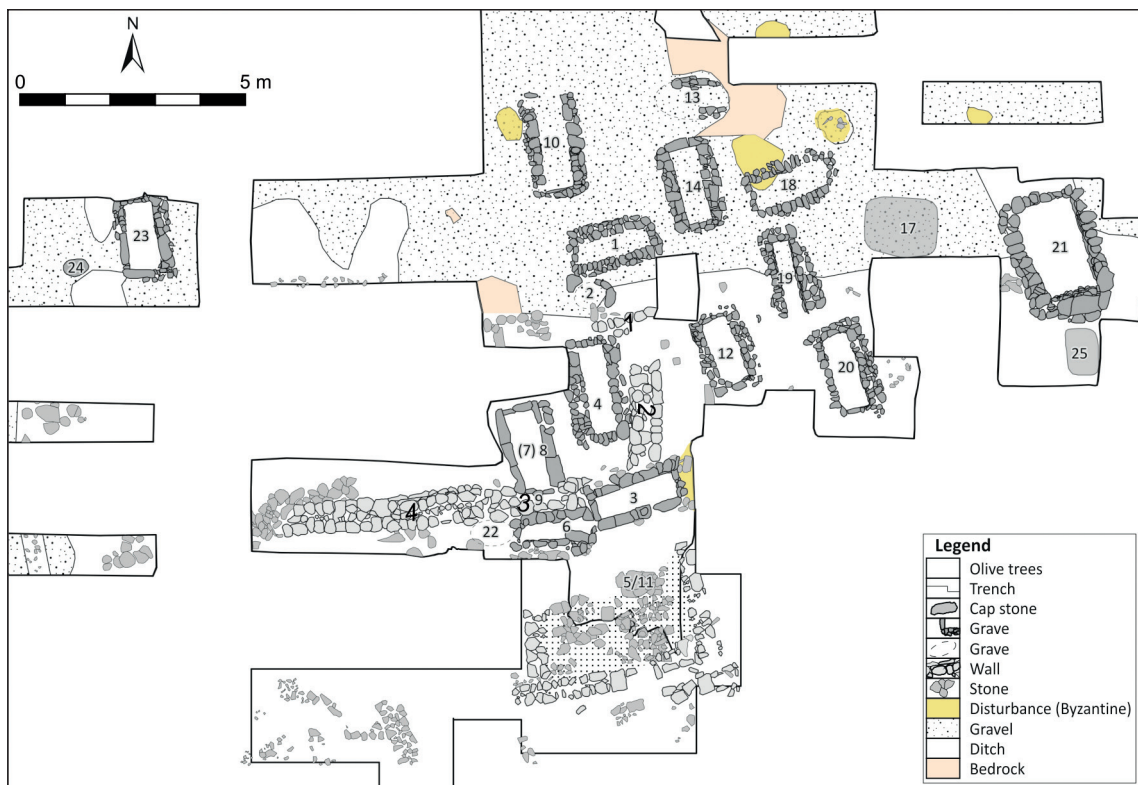 N
0 5 m
13
10
14
18
23
24
1
17
21
2
19
1
12
20
25
4
2
(7) 8
3
9
3
4
6
22
5/11
Legend
Olive trees
Trench
Cap stone
Grave
Grave
Wall
Stone
Disturbance (Byzantine)
Gravel
Ditch
Bedrock